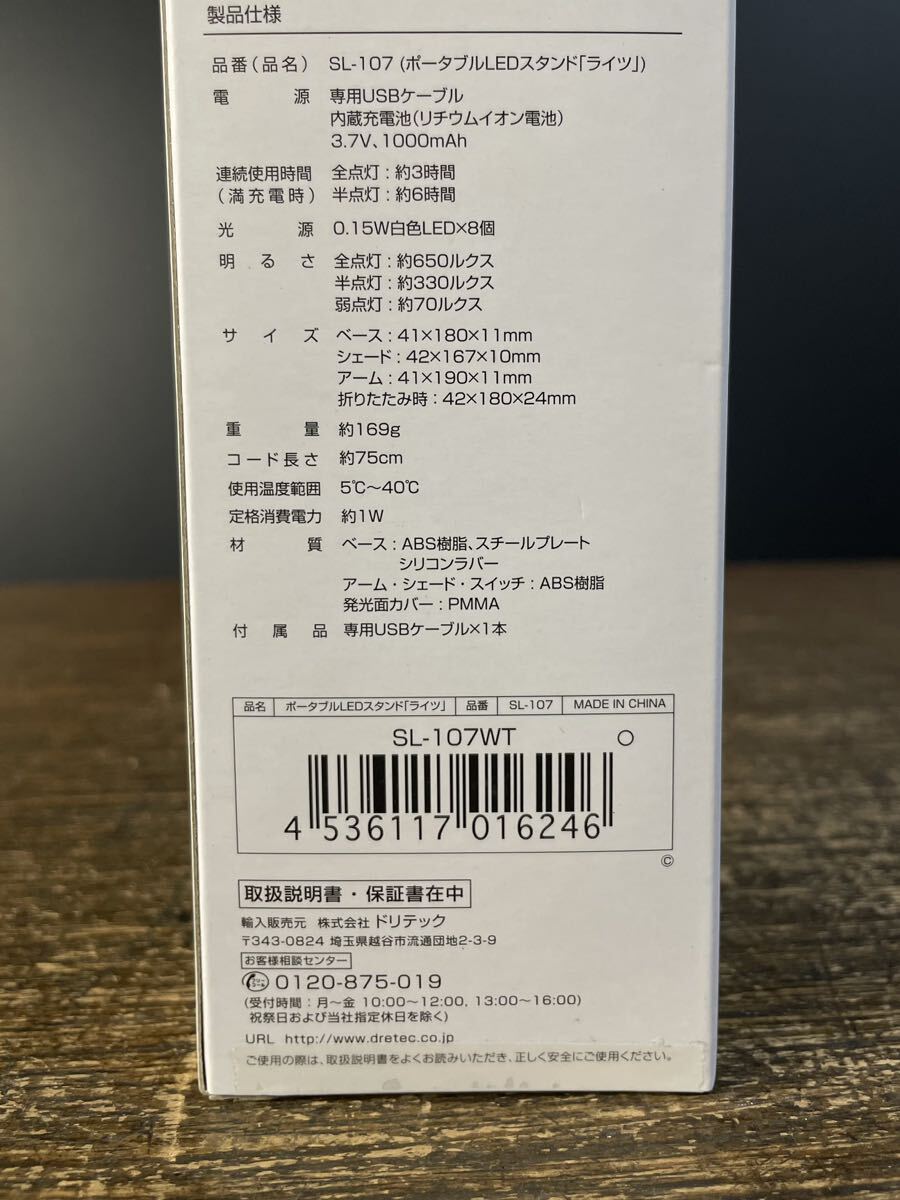 製品仕様
品番(品名) SL-107 (ポータブルLEDスタンド「ライツ」)
電源 専用USBケーブル
内蔵充電池(リチウムイオン電池)
3.7V、1000mAh
連続使用時間 全点灯:約3時間
(満充電時) 半点灯:約6時間
光源 0.15W白色LED×8個
明るさ 全点灯:約650ルクス
半点灯:約330ルクス
弱点灯:約70ルクス
サイズ ベース:41×180×11mm
シェード:42×167×10mm
アーム:41×190×11mm
折りたたみ時:42×180×24mm
重量 約169g
コード長さ 約75cm
使用温度範囲 5℃～40℃
定格消費電力 約1W
材質 ベース:ABS樹脂、スチールプレート
シリコンラバー
アーム・シェード・スイッチ:ABS樹脂
発光面カバー:PMMA
付属品 専用USBケーブル×1本
品名 ポータブルLEDスタンド「ライツ」 品番 SL-107 MADE IN CHINA
SL-107WT
4 536117 016246
©
取扱説明書・保証書在中
輸入販売元 株式会社 ドリテック
〒343-0824 埼玉県越谷市流通団地2-3-9
お客様相談センター
0120-875-019
(受付時間:月～金 10:00～12:00, 13:00～16:00)
祝祭日および当社指定休日を除く)
URL http://www.dretec.co.jp
ご使用の際は、取扱説明書をよくお読みいただき、正しく安全にご使用ください。